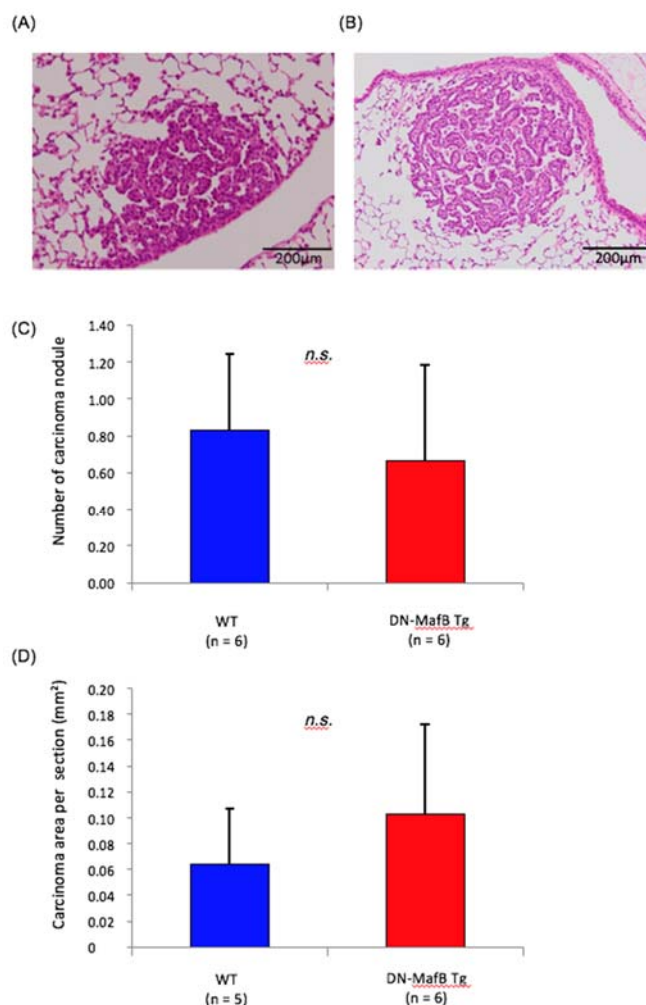 (A)
(B)
200μm
200μm
(C)
Number of carcinoma nodule
1.40
1.20
1.00
0.80
0.60
0.40
0.20
0.00
n.s.
WT
(n = 6)
DN-MafB Tg
(n = 6)
(D)
Carcinoma area per section (mm²)
0.20
0.18
0.16
0.14
0.12
0.10
0.08
0.06
0.04
0.02
0
n.s.
WT
(n = 5)
DN-MafB Tg
(n = 6)